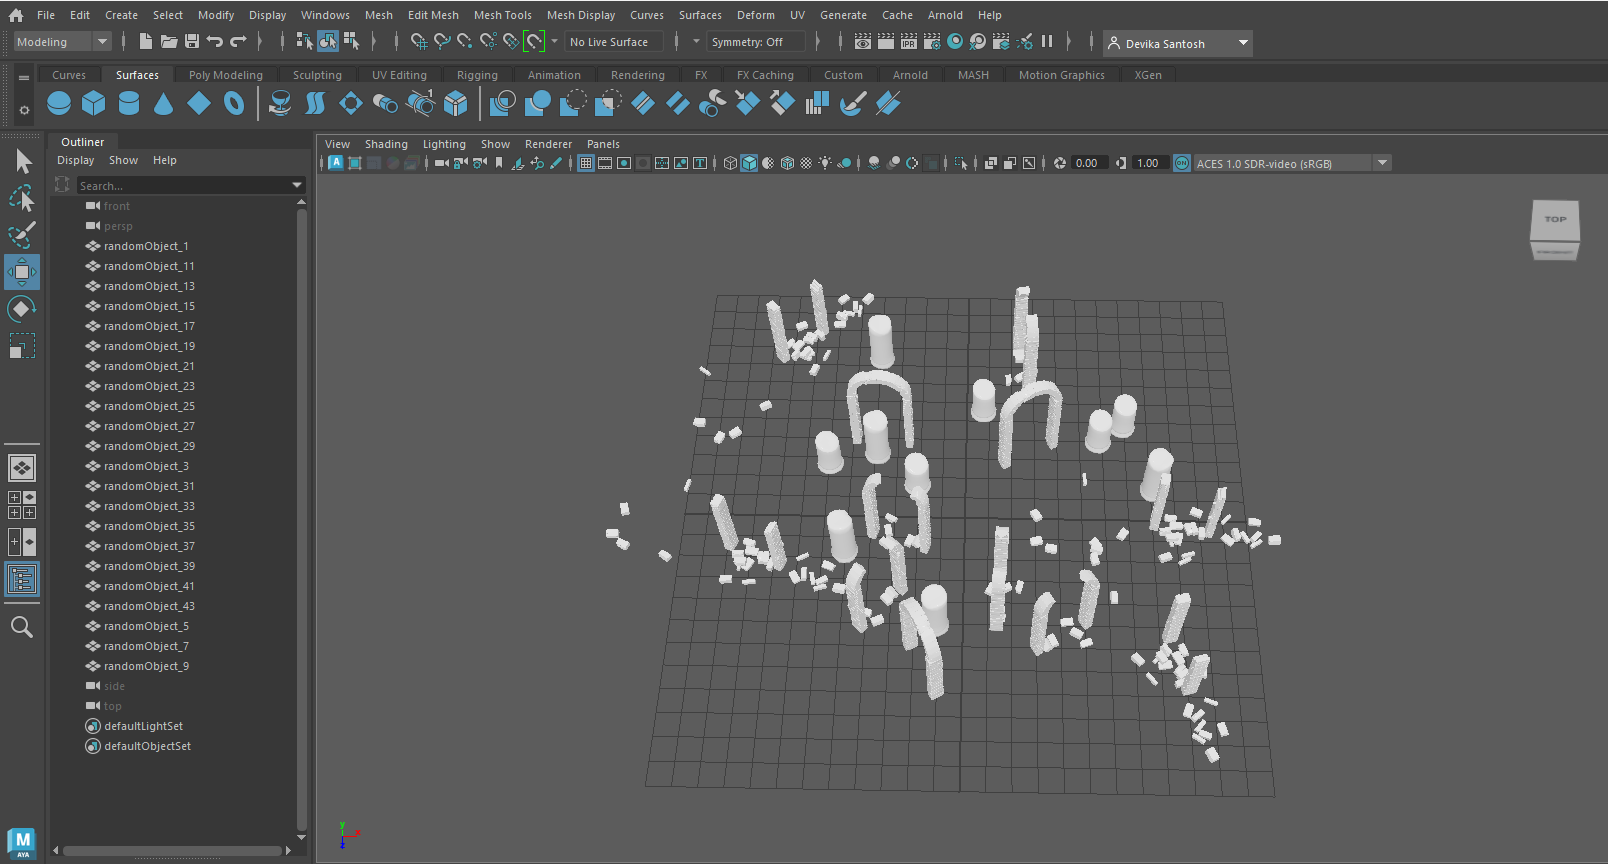 File Edit Create Select Modify Display Windows Mesh Edit Mesh Mesh Tools Mesh Display Curves Surfaces Deform UV Generate Cache Arnold Help
Modeling No Live Surface Symmetry: Off IPR Devika Santosh
Curves Surfaces Poly Modeling Sculpting UV Editing Rigging Animation Rendering FX FX Caching Custom Arnold MASH Motion Graphics XGen
Outliner
Display Show Help
Search...
front
persp
randomObject_1
randomObject_11
randomObject_13
randomObject_15
randomObject_17
randomObject_19
randomObject_21
randomObject_23
randomObject_25
randomObject_27
randomObject_29
randomObject_3
randomObject_31
randomObject_33
randomObject_35
randomObject_37
randomObject_39
randomObject_41
randomObject_43
randomObject_5
randomObject_7
randomObject_9
side
top
defaultLightSet
defaultObjectSet
View Shading Lighting Show Renderer Panels
0.00 1.00 ON ACES 1.0 SDR-video (sRGB)
TOP
y
x
z
M
AYA